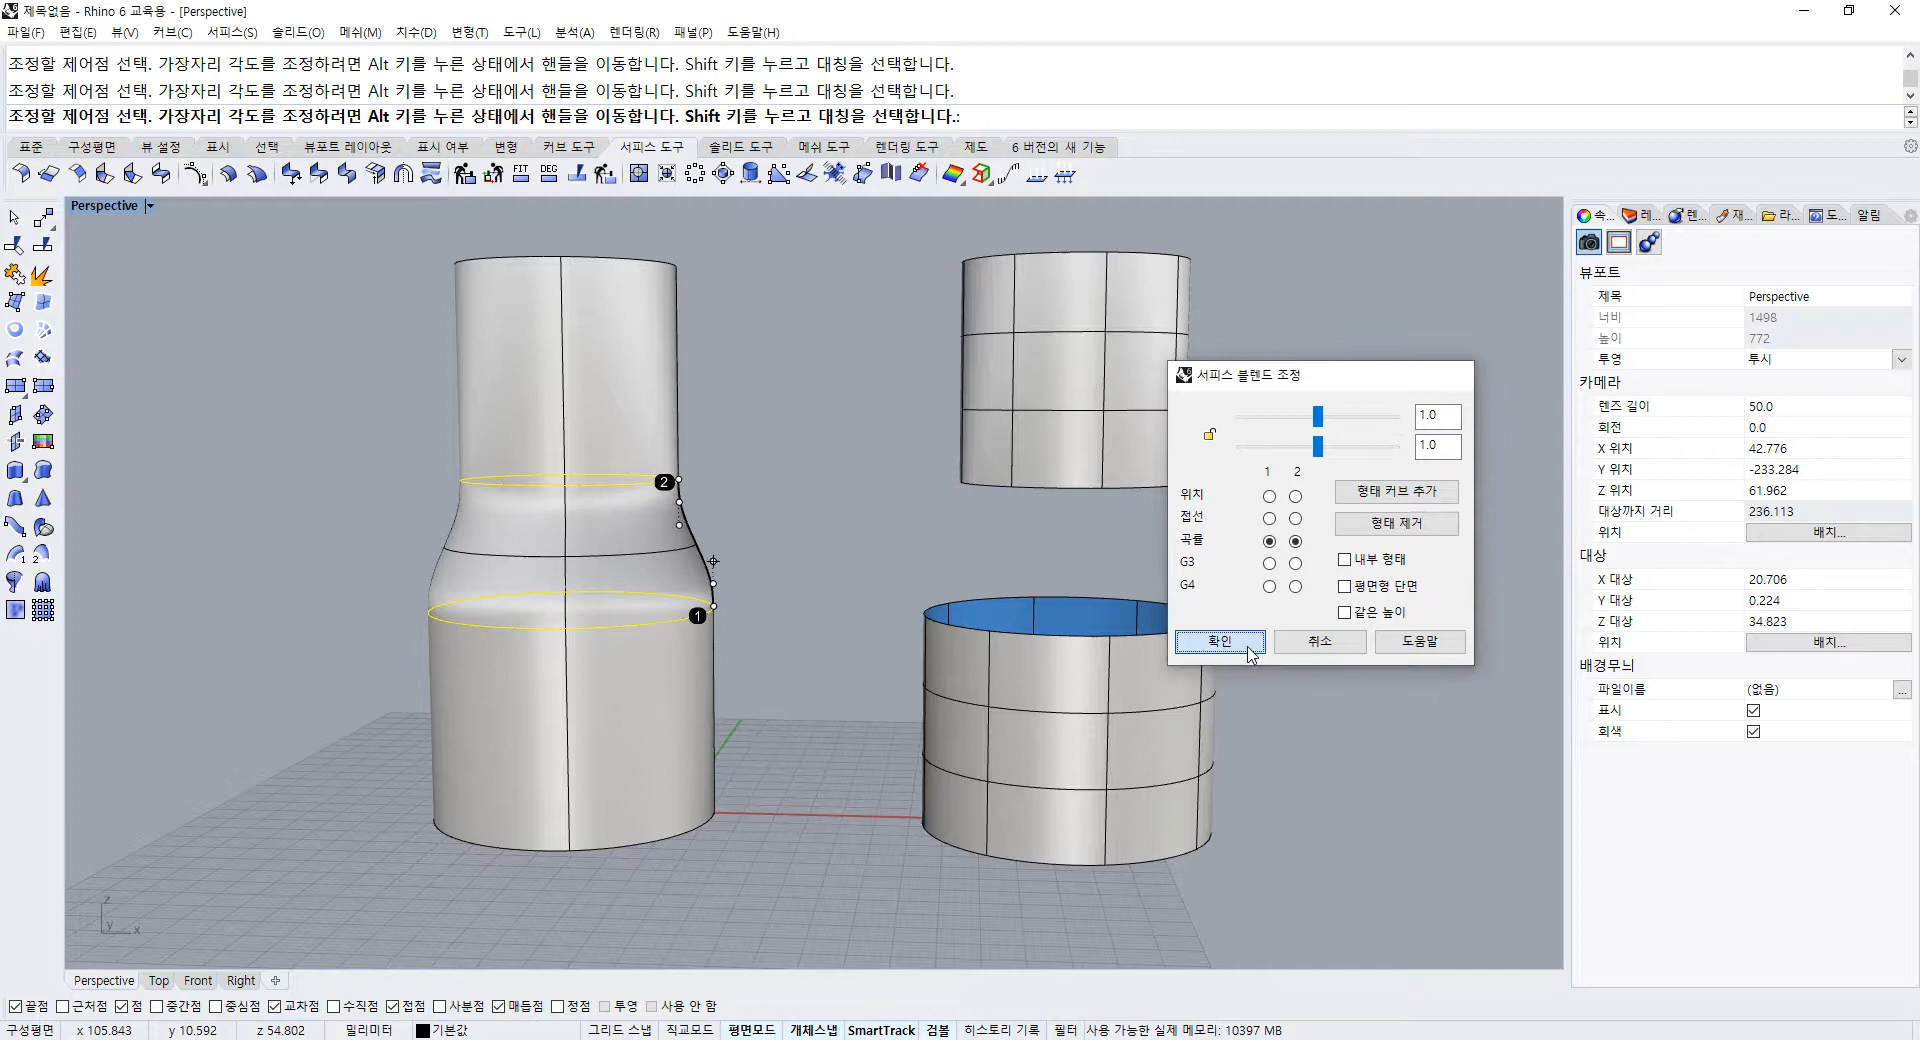 제목없음 - Rhino 6 교육용 - [Perspective]
파일(F) 편집(E) 뷰(V) 커브(C) 서피스(S) 솔리드(O) 메쉬(M) 치수(D) 변형(T) 도구(L) 분석(A) 렌더링(R) 패널(P) 도움말(H)
조정할 제어점 선택. 가장자리 각도를 조정하려면 Alt 키를 누른 상태에서 핸들을 이동합니다. Shift 키를 누르고 대칭을 선택합니다.
조정할 제어점 선택. 가장자리 각도를 조정하려면 Alt 키를 누른 상태에서 핸들을 이동합니다. Shift 키를 누르고 대칭을 선택합니다.
조정할 제어점 선택. 가장자리 각도를 조정하려면 Alt 키를 누른 상태에서 핸들을 이동합니다. Shift 키를 누르고 대칭을 선택합니다.:
표준 구성평면 뷰 설정 표시 선택 뷰포트 레이아웃 표시 여부 변형 커브 도구 서피스 도구 솔리드 도구 메쉬 도구 렌더링 도구 제도 6 버전의 새 기능
FIT DEG
Perspective
속... 레... 렌... 재... 라... 도... 알림
뷰포트
제목 Perspective
너비 1498
높이 772
투영 투시
카메라
렌즈 길이 50.0
회전 0.0
X 위치 42.776
Y 위치 -233.284
Z 위치 61.962
대상까지 거리 236.113
위치 배치...
대상
X 대상 20.706
Y 대상 0.224
Z 대상 34.823
위치 배치...
배경무늬
파일이름 (없음) ...
표시
회색
서피스 블렌드 조정
1.0
1.0
1 2
위치 형태 커브 추가
접선 형태 제거
곡률
G3 내부 형태
G4 평면형 단면
같은 높이
확인 취소 도움말
2
1
z
y x
Perspective Top Front Right
끝점 근처점 점 중간점 중심점 교차점 수직점 접점 사분점 매듭점 정점 투영 사용 안 함
구성평면 x 105.843 y 10.592 z 54.802 밀리미터 기본값 그리드 스냅 직교모드 평면모드 개체스냅 SmartTrack 검볼 히스토리 기록 필터 사용 가능한 실제 메모리: 10397 MB